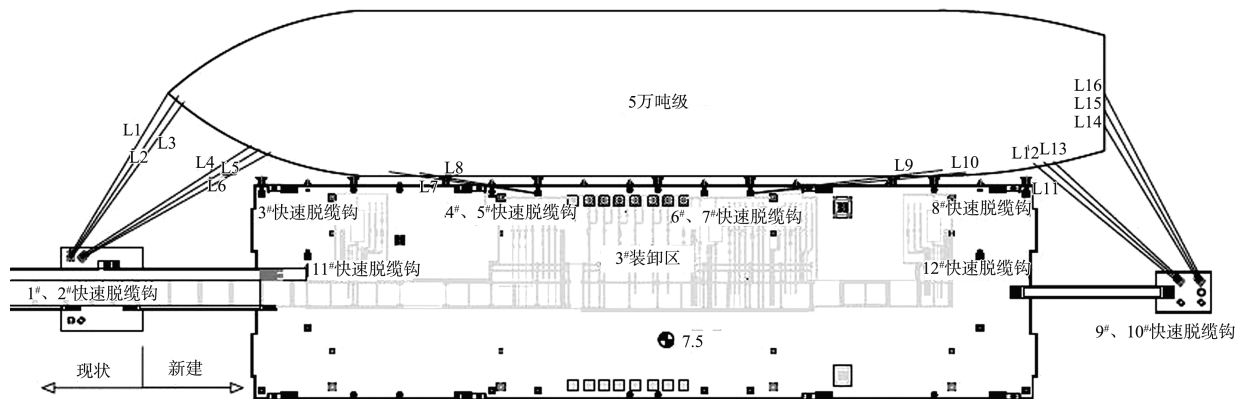 5万吨级
L1
L2
L3
L4
L5
L6
L7
L8
L9
L10
L11
L12
L13
L14
L15
L16
3#快速脱缆钩
4#、5#快速脱缆钩
6#、7#快速脱缆钩
8#快速脱缆钩
3#装卸区
11#快速脱缆钩
12#快速脱缆钩
1#、2#快速脱缆钩
9#、10#快速脱缆钩
7.5
现状
新建